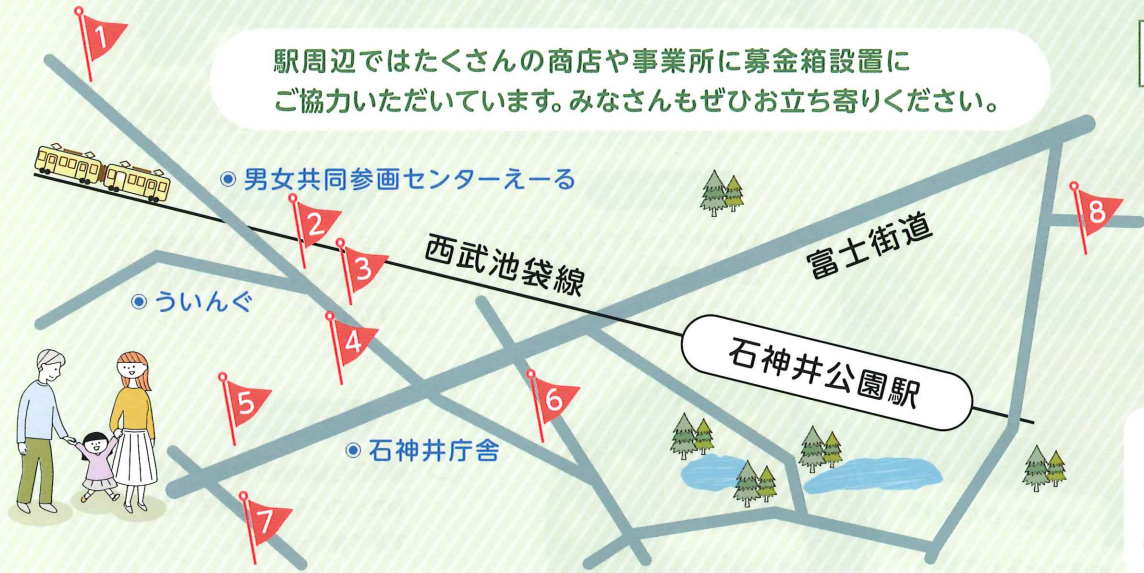 1
駅周辺ではたくさんの商店や事業所に募金箱設置に
ご協力いただいています。みなさんもぜひお立ち寄りください。
男女共同参画センターえーる
2
3
西武池袋線
富士街道
8
ういんぐ
4
石神井公園駅
5
6
石神井庁舎
7